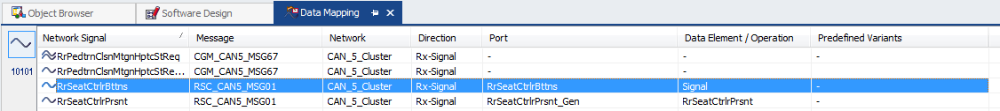 Object Browser Software Design Data Mapping
Network Signal Message Network Direction Port Data Element / Operation Predefined Variants
RrPedtrnClsnMtgnHptcStReq CGM_CAN5_MSG67 CAN_5_Cluster Rx-Signal - - -
10101 RrPedtrnClsnMtgnHptcStRe... CGM_CAN5_MSG67 CAN_5_Cluster Rx-Signal - - -
RrSeatCtrlrBttns RSC_CAN5_MSG01 CAN_5_Cluster Rx-Signal RrSeatCtrlrBttns Signal -
RrSeatCtrlrPrsnt RSC_CAN5_MSG01 CAN_5_Cluster Rx-Signal RrSeatCtrlrPrsnt_Gen RrSeatCtrlrPrsnt -